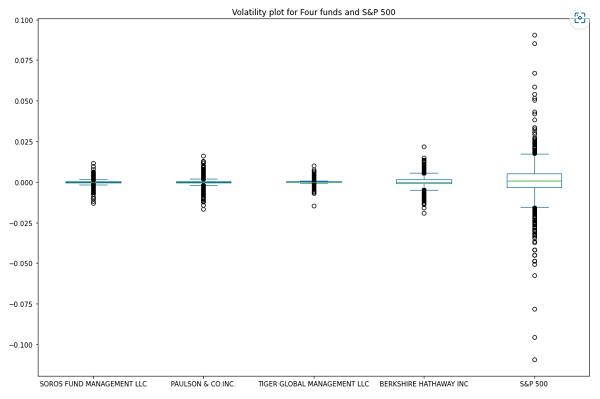 Volatility plot for Four funds and S&P 500
0.100
0.075
0.050
0.025
0.000
−0.025
−0.050
−0.075
−0.100
SOROS FUND MANAGEMENT LLC
PAULSON & CO.INC.
TIGER GLOBAL MANAGEMENT LLC
BERKSHIRE HATHAWAY INC
S&P 500